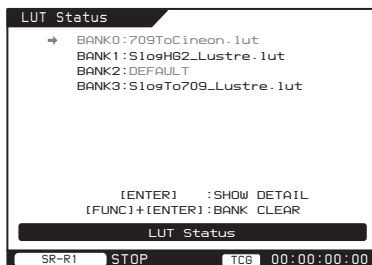 LUT Status
➡ BANK0:709ToCineon.lut
BANK1:SlogHG2_Lustre.lut
BANK2:DEFAULT
BANK3:SlogTo709_Lustre.lut
[ENTER] :SHOW DETAIL
[FUNC]+[ENTER]:BANK CLEAR
LUT Status
SR-R1 STOP TCG 00:00:00:00